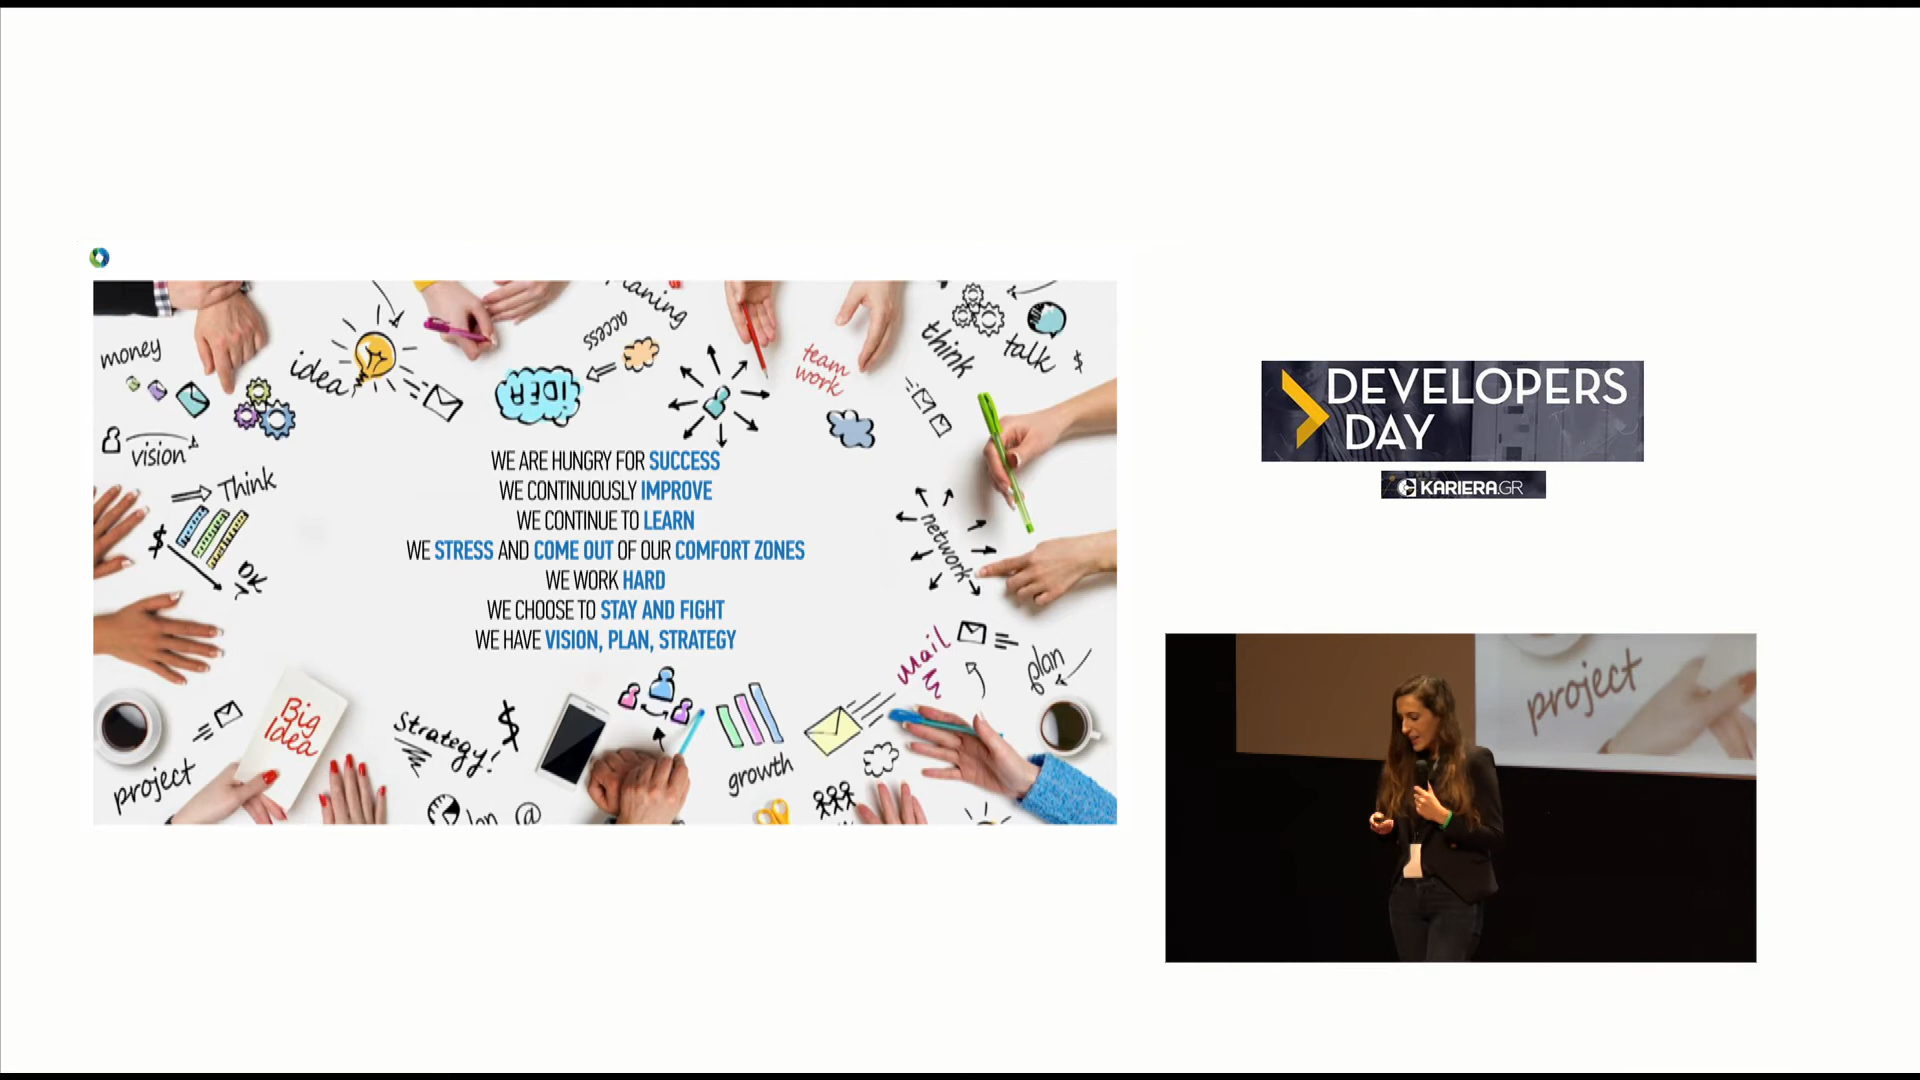 planing
access
money
idea
IDEA
team
work
think
talk
$
vision
WE ARE HUNGRY FOR SUCCESS
WE CONTINUOUSLY IMPROVE
WE CONTINUE TO LEARN
WE STRESS AND COME OUT OF OUR COMFORT ZONES
WE WORK HARD
WE CHOOSE TO STAY AND FIGHT
WE HAVE VISION, PLAN, STRATEGY
Think
$
network
Mail
plan
Big
Idea
project
Strategy!
$
growth
@
DEVELOPERS
DAY
KARIERA.GR
project